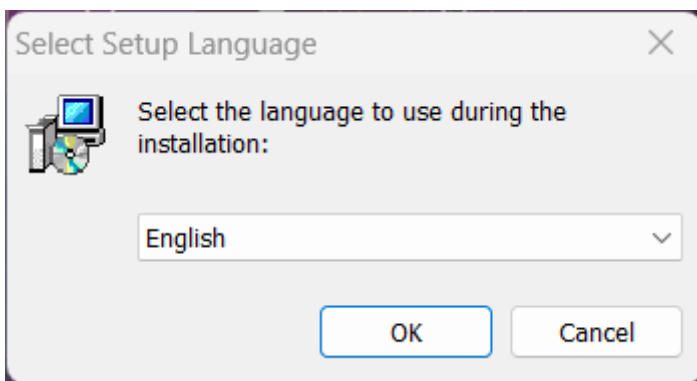 Select Setup Language
Select the language to use during the
installation:
English
OK
Cancel